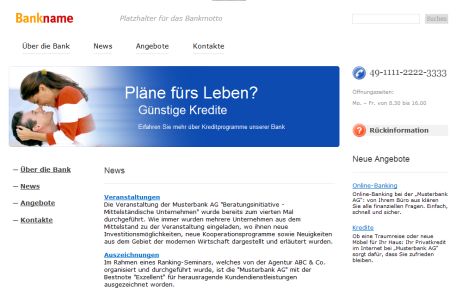 Bankname
Platzhalter für das Bankmotto
Suchen
Über die Bank
News
Angebote
Kontakte
Pläne fürs Leben?
Günstige Kredite
Erfahren Sie mehr über Kreditprogramme unserer Bank
49-1111-2222-3333
Öffnungszeiten:
Mo. – Fr. von 8.30 bis 16.00
Rückinformation
Neue Angebote
Online-Banking
Online-Banking bei der „Musterbank
AG": von Ihrem Büro aus klären
Sie alle finanziellen Fragen. Einfach,
schnell und sicher.
Kredite
Ob eine Traumreise oder neue
Möbel für Ihr Haus: Ihr Privatkredit
im Internet bei „Musterbank AG"
sorgt dafür, dass Sie zufrieden
bleiben.
— Über die Bank
— News
— Angebote
— Kontakte
News
Veranstaltungen
Die Veranstaltung der Musterbank AG "Beratungsinitiative -
Mittelständische Unternehmen" wurde bereits zum vierten Mal
durchgeführt. Wie immer wurden mehrere Unternehmen aus dem
Mittelstand zu der Veranstaltung eingeladen, wo ihnen neue
Investitionsmöglichkeiten, neue Kooperationsprogramme sowie Neuigkeiten
aus dem Gebiet der modernen Wirtschaft dargestellt und erläutert wurden.
Auszeichnungen
Im Rahmen eines Ranking-Seminars, welches von der Agentur ABC & Co.
organisiert und durchgeführt wurde, ist die "Musterbank AG" mit der
Bestnote "Exzellent" für herausragende Kundendienstleistungen
ausgezeichnet worden.